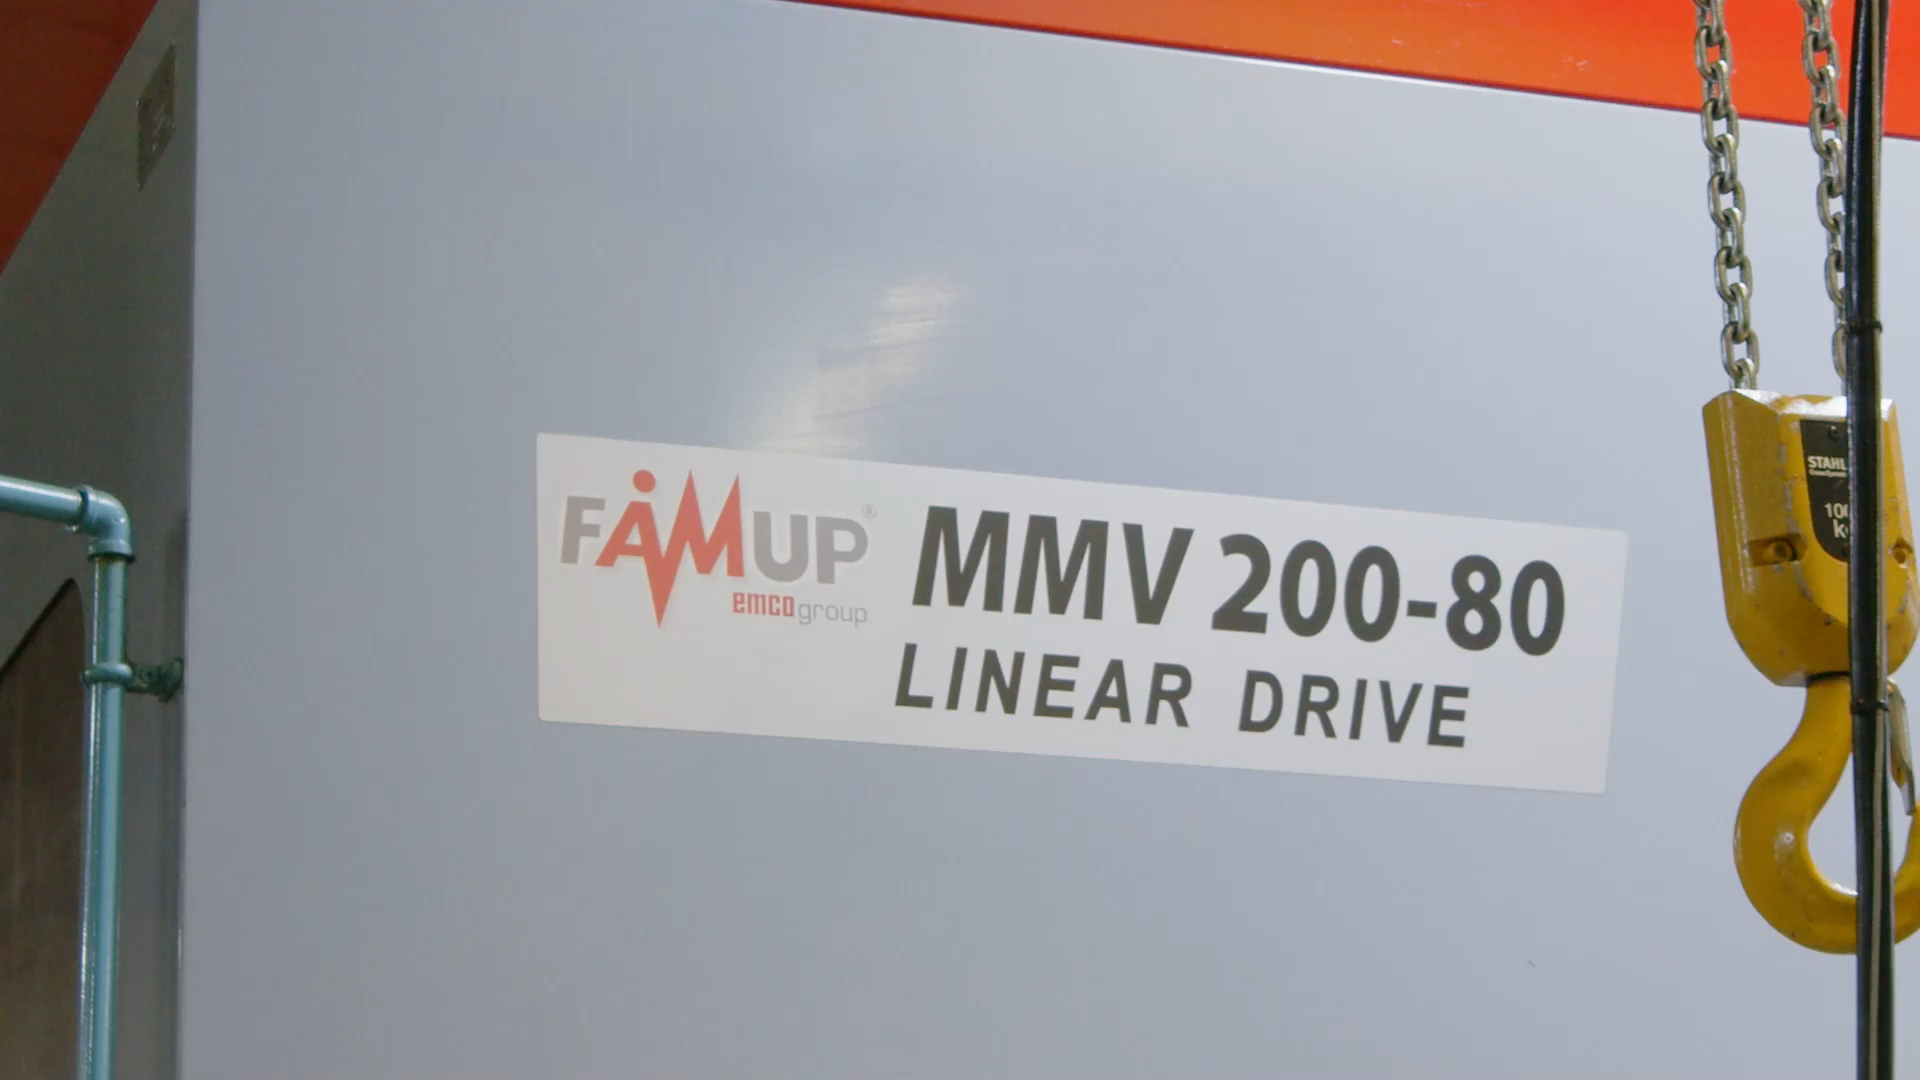 FAMUP®
emcogroup
MMV 200-80
LINEAR DRIVE
STAHL